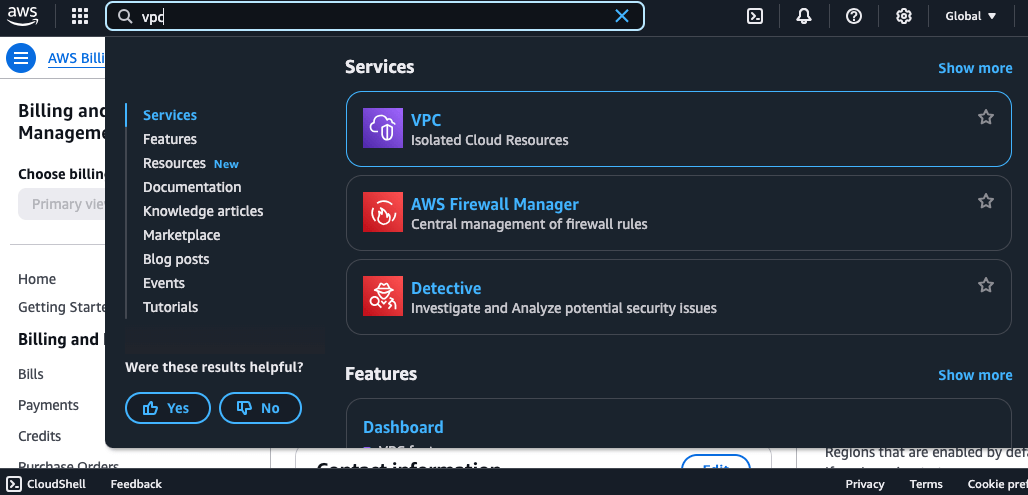 aws
vpc
Global
AWS Billi
Billing and
Manageme
Choose billing
Primary vie
Home
Getting Starte
Billing and
Bills
Payments
Credits
Purchase Orders
Services
Features
Resources New
Documentation
Knowledge articles
Marketplace
Blog posts
Events
Tutorials
Were these results helpful?
Yes
No
Services
Show more
VPC
Isolated Cloud Resources
AWS Firewall Manager
Central management of firewall rules
Detective
Investigate and Analyze potential security issues
Features
Show more
Dashboard
Contact information
Edit
Regions that are enabled by defa
CloudShell
Feedback
Privacy
Terms
Cookie pref